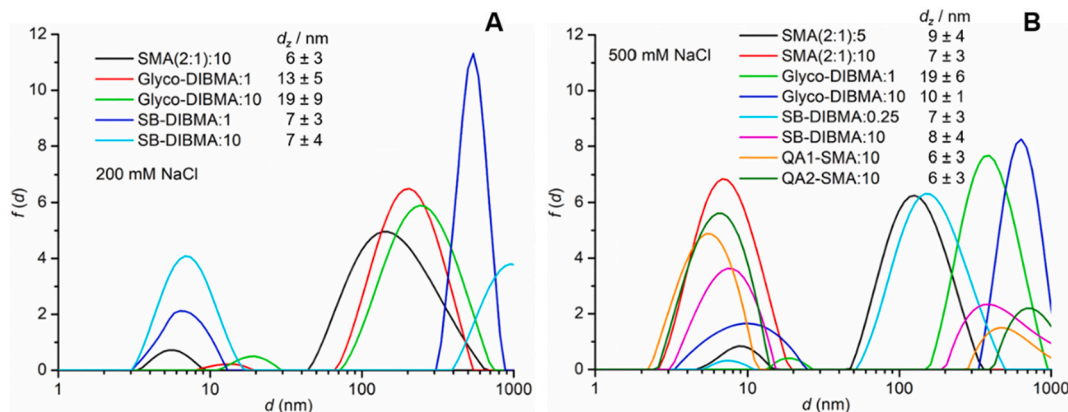 A
dz / nm
SMA(2:1):10 6 ± 3
Glyco-DIBMA:1 13 ± 5
Glyco-DIBMA:10 19 ± 9
SB-DIBMA:1 7 ± 3
SB-DIBMA:10 7 ± 4
200 mM NaCl
f (d)
12
10
8
6
4
2
0
1 10 100 1000
d (nm)
B
dz / nm
500 mM NaCl
SMA(2:1):5 9 ± 4
SMA(2:1):10 7 ± 3
Glyco-DIBMA:1 19 ± 6
Glyco-DIBMA:10 10 ± 1
SB-DIBMA:0.25 7 ± 3
SB-DIBMA:10 8 ± 4
QA1-SMA:10 6 ± 3
QA2-SMA:10 6 ± 3
f (d)
12
10
8
6
4
2
0
1 10 100 1000
d (nm)